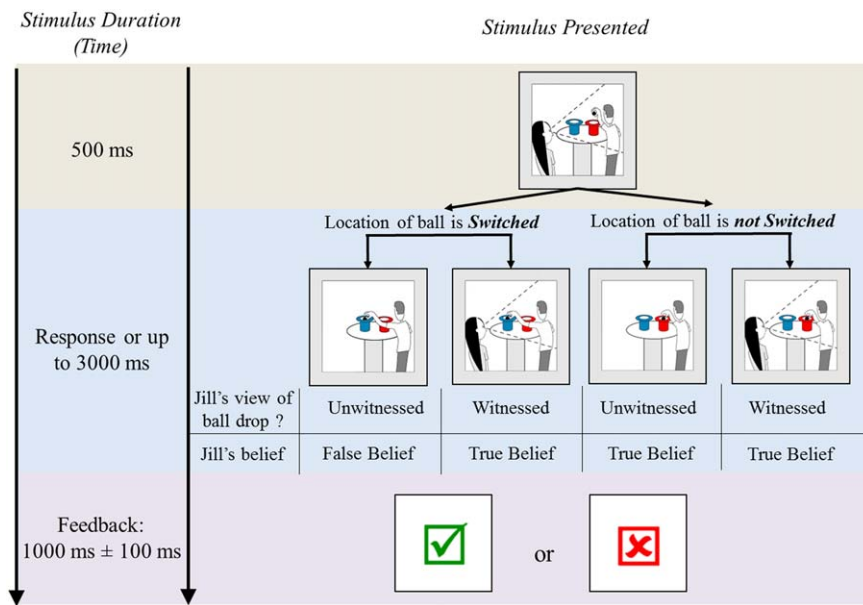 Stimulus Duration
(Time)
Stimulus Presented
500 ms
Location of ball is Switched
Location of ball is not Switched
Response or up
to 3000 ms
Jill's view of
ball drop ?
Unwitnessed
Witnessed
Unwitnessed
Witnessed
Jill's belief
False Belief
True Belief
True Belief
True Belief
Feedback:
1000 ms ± 100 ms
or